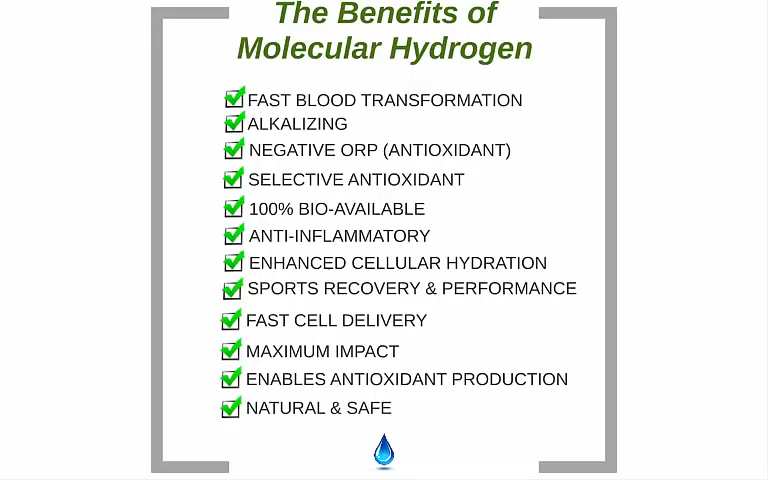 The Benefits of
Molecular Hydrogen
FAST BLOOD TRANSFORMATION
ALKALIZING
NEGATIVE ORP (ANTIOXIDANT)
SELECTIVE ANTIOXIDANT
100% BIO-AVAILABLE
ANTI-INFLAMMATORY
ENHANCED CELLULAR HYDRATION
SPORTS RECOVERY & PERFORMANCE
FAST CELL DELIVERY
MAXIMUM IMPACT
ENABLES ANTIOXIDANT PRODUCTION
NATURAL & SAFE